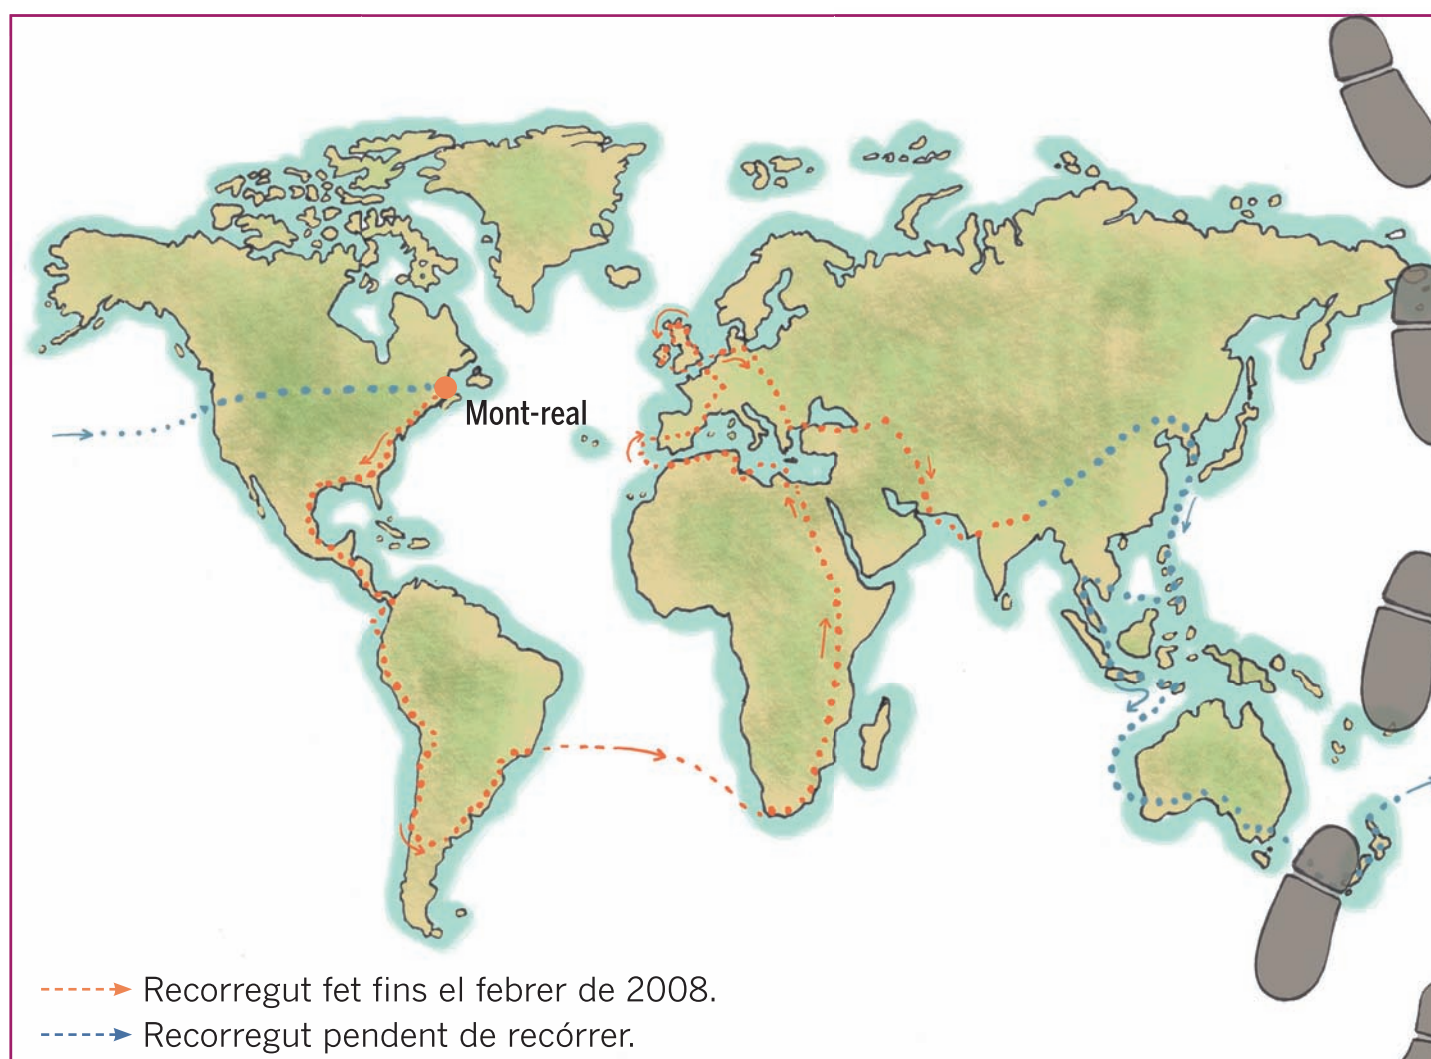 Mont-real
Recorregut fet fins el febrer de 2008.
Recorregut pendent de recórrer.